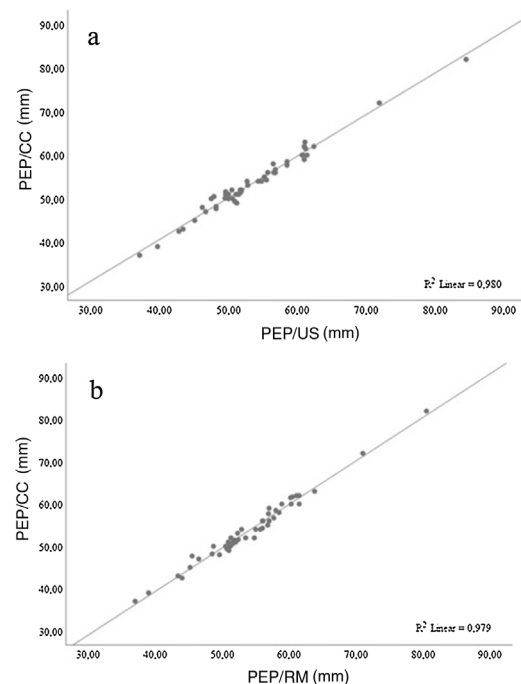 a
90,00
80,00
70,00
60,00
50,00
40,00
30,00
PEP/CC (mm)
R² Linear = 0,980
30,00 40,00 50,00 60,00 70,00 80,00 90,00
PEP/US (mm)
b
90,00
80,00
70,00
60,00
50,00
40,00
30,00
PEP/CC (mm)
R² Linear = 0,979
30,00 40,00 50,00 60,00 70,00 80,00 90,00
PEP/RM (mm)